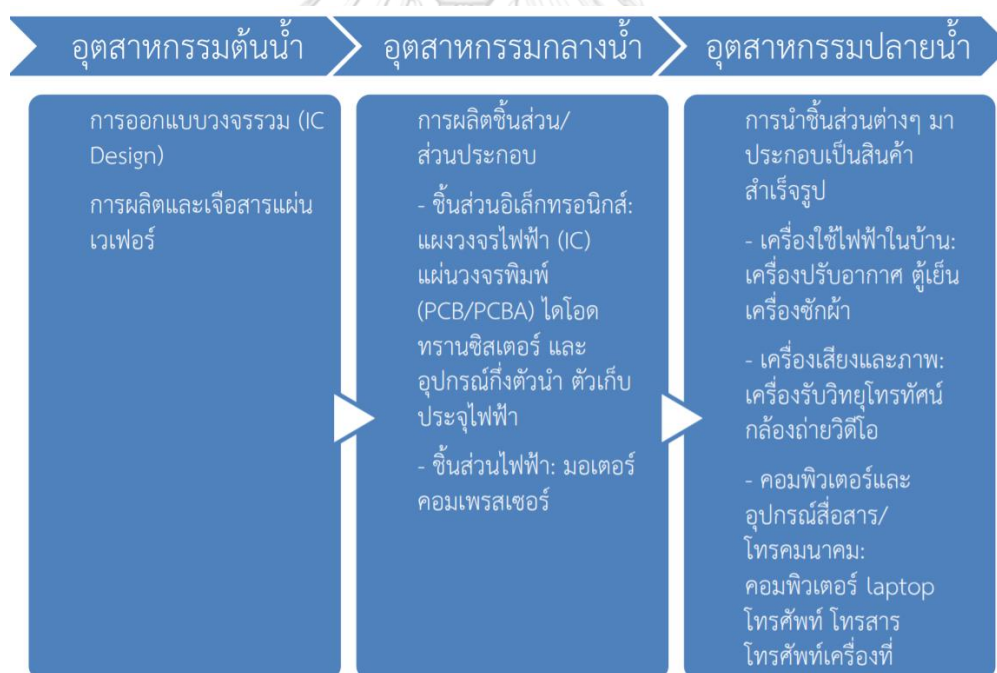 อุตสาหกรรมต้นน้ำ
อุตสาหกรรมกลางน้ำ
อุตสาหกรรมปลายน้ำ
การออกแบบวงจรรวม (IC
Design)
การผลิตและเจือสารแผ่น
เวเฟอร์
การผลิตชิ้นส่วน/
ส่วนประกอบ
- ชิ้นส่วนอิเล็กทรอนิกส์:
แผงวงจรไฟฟ้า (IC)
แผ่นวงจรพิมพ์
(PCB/PCBA) ไดโอด
ทรานซิสเตอร์ และ
อุปกรณ์กึ่งตัวนำ ตัวเก็บ
ประจุไฟฟ้า
- ชิ้นส่วนไฟฟ้า: มอเตอร์
คอมเพรสเซอร์
การนำชิ้นส่วนต่างๆ มา
ประกอบเป็นสินค้า
สำเร็จรูป
- เครื่องใช้ไฟฟ้าในบ้าน:
เครื่องปรับอากาศ ตู้เย็น
เครื่องซักผ้า
- เครื่องเสียงและภาพ:
เครื่องรับวิทยุโทรทัศน์
กล้องถ่ายวิดีโอ
- คอมพิวเตอร์และ
อุปกรณ์สื่อสาร/
โทรคมนาคม:
คอมพิวเตอร์ laptop
โทรศัพท์ โทรสาร
โทรศัพท์เครื่องที่